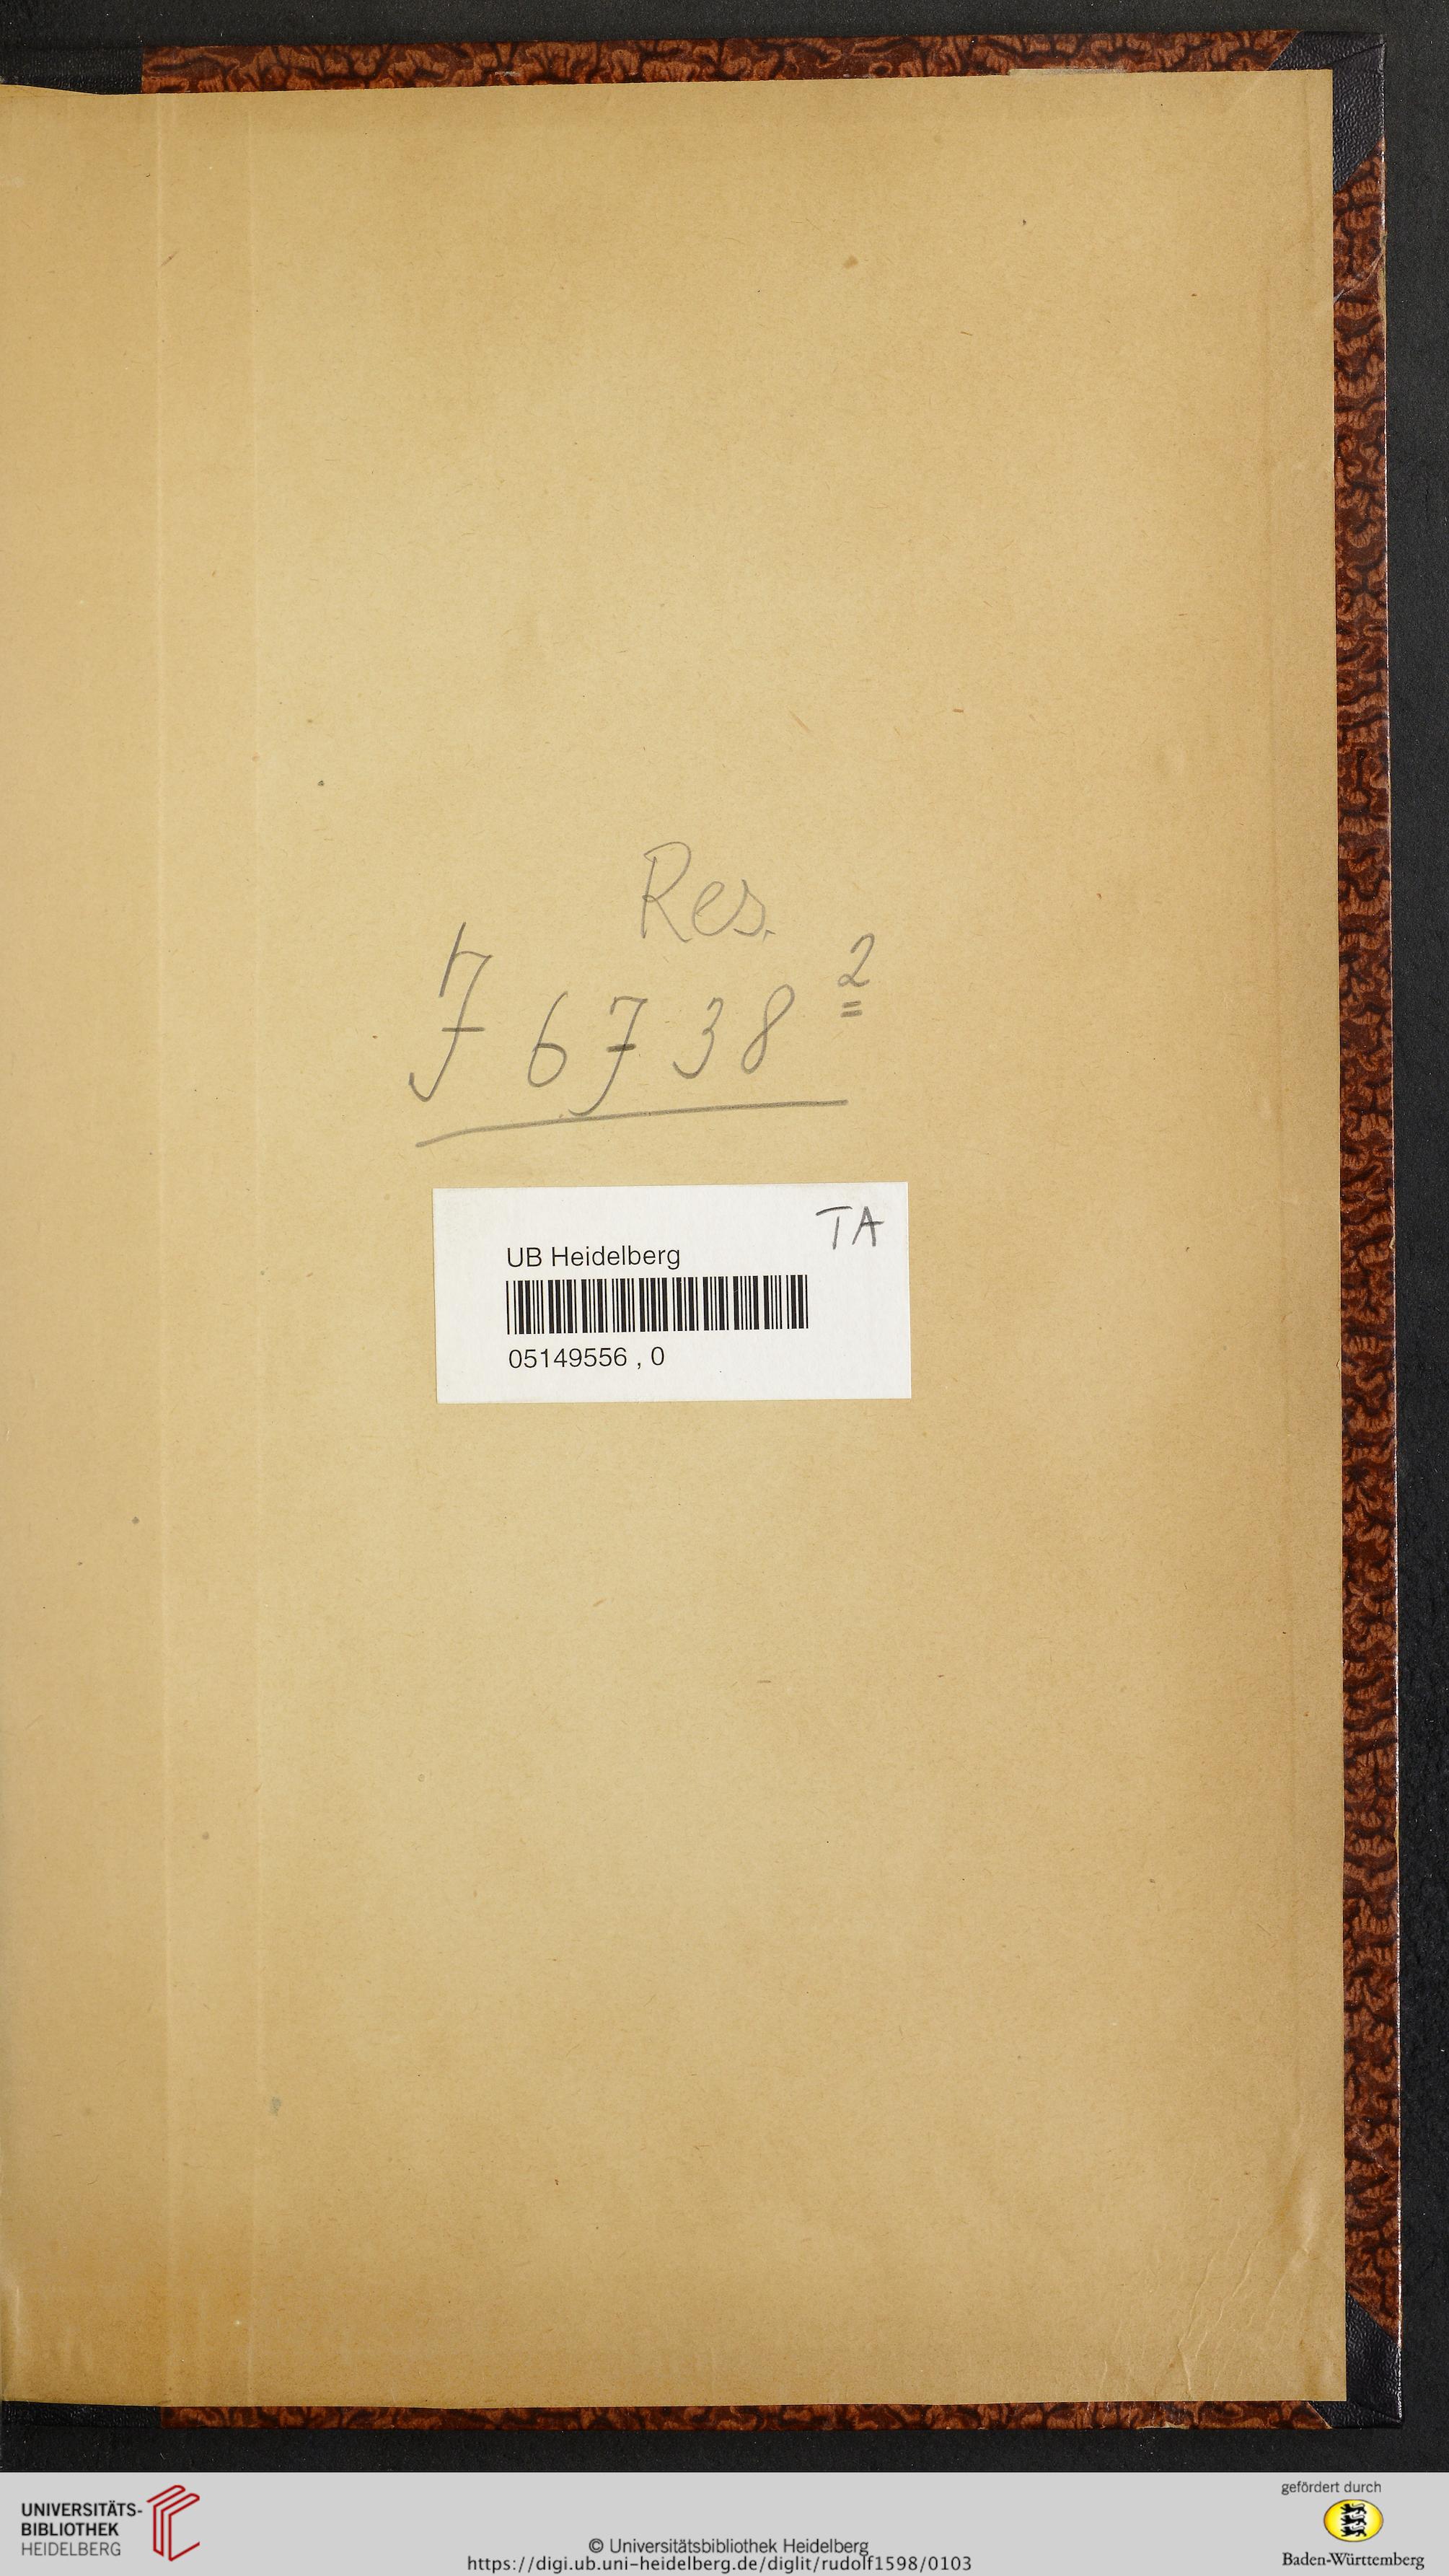 Res.
F 6738 2
TA
UB Heidelberg
05149556 , 0
UNIVERSITÄTS-
BIBLIOTHEK
HEIDELBERG
© Universitätsbibliothek Heidelberg
https://digi.ub.uni-heidelberg.de/diglit/rudolf1598/0103
gefördert durch
Baden-Württemberg